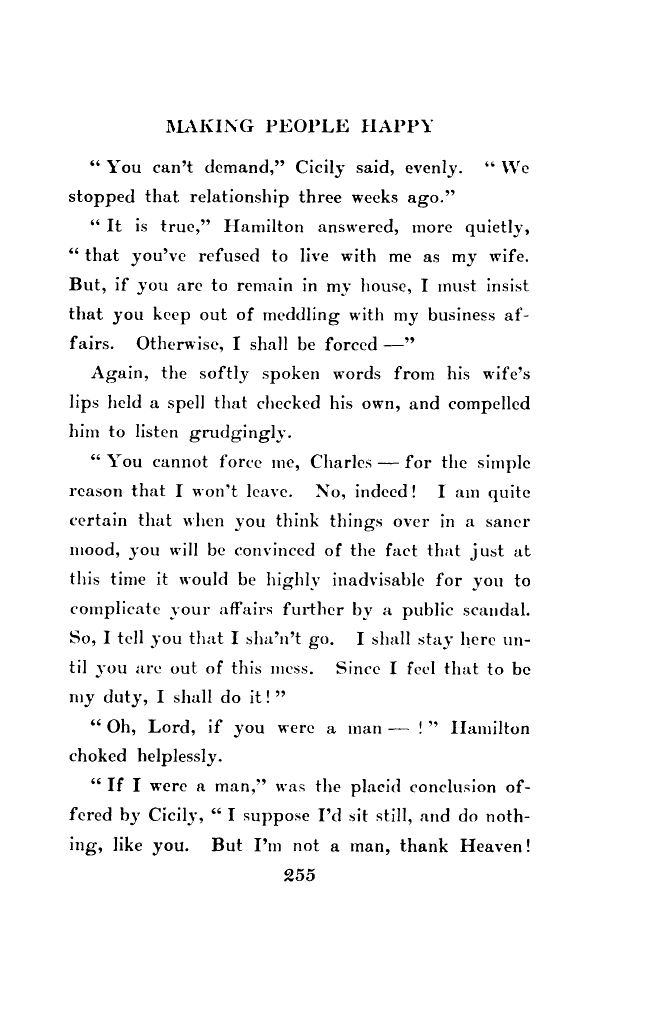 MAKING PEOPLE HAPPY
“ You can’t demand,” Cicily said, evenly. “ We
stopped that relationship three weeks ago.”
“ It is true,” Hamilton answered, more quietly,
“ that you’ve refused to live with me as my wife.
But, if you are to remain in my house, I must insist
that you keep out of meddling with my business af-
fairs. Otherwise, I shall be forced —”
Again, the softly spoken words from his wife’s
lips held a spell that checked his own, and compelled
him to listen grudgingly.
“ You cannot force me, Charles — for the simple
reason that I won’t leave. No, indeed! I am quite
certain that when you think things over in a saner
mood, you will be convinced of the fact that just at
this time it would be highly inadvisable for you to
complicate your affairs further by a public scandal.
So, I tell you that I sha’n’t go. I shall stay here un-
til you are out of this mess. Since I feel that to be
my duty, I shall do it! ”
“ Oh, Lord, if you were a man — ! ” Hamilton
choked helplessly.
“ If I were a man,” was the placid conclusion of-
fered by Cicily, “ I suppose I’d sit still, and do noth-
ing, like you. But I’m not a man, thank Heaven!
255